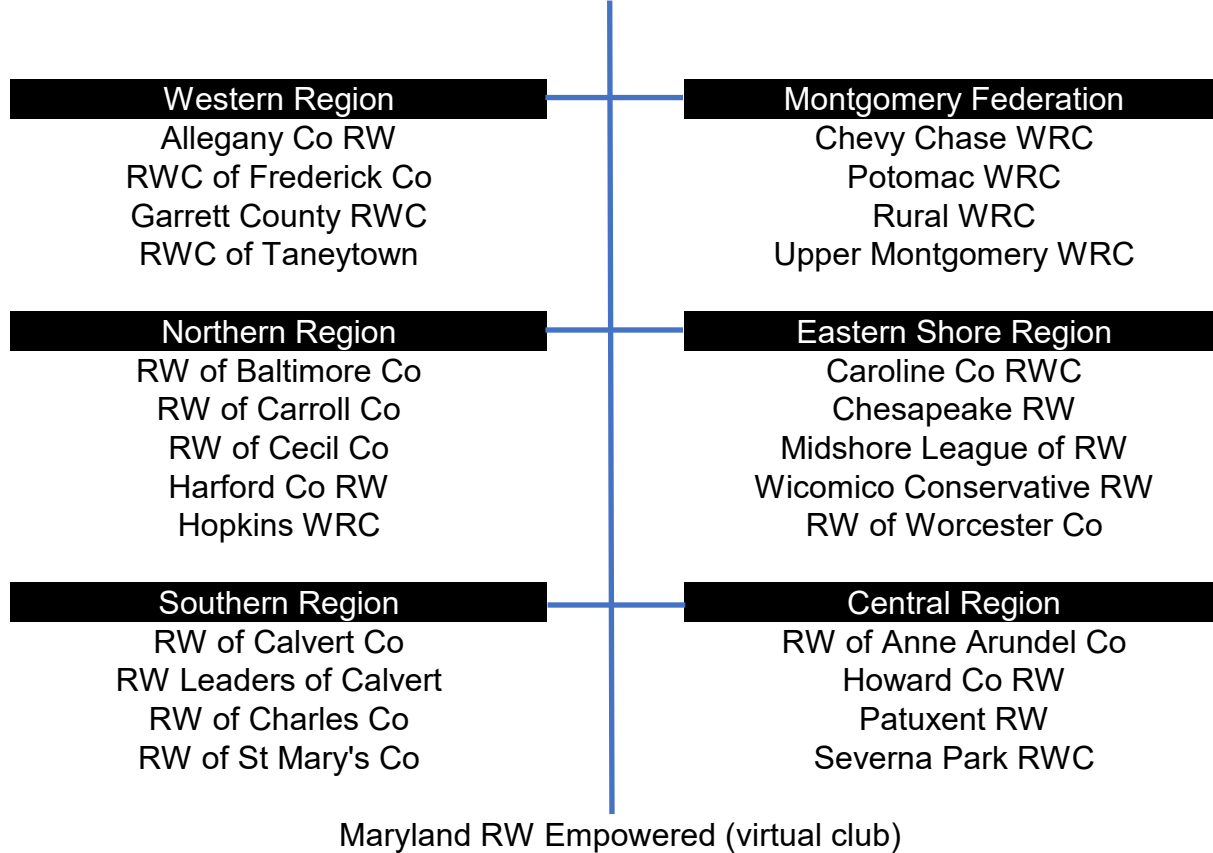 Western Region
Allegany Co RW
RWC of Frederick Co
Garrett County RWC
RWC of Taneytown
Montgomery Federation
Chevy Chase WRC
Potomac WRC
Rural WRC
Upper Montgomery WRC
Northern Region
RW of Baltimore Co
RW of Carroll Co
RW of Cecil Co
Harford Co RW
Hopkins WRC
Eastern Shore Region
Caroline Co RWC
Chesapeake RW
Midshore League of RW
Wicomico Conservative RW
RW of Worcester Co
Southern Region
RW of Calvert Co
RW Leaders of Calvert
RW of Charles Co
RW of St Mary's Co
Central Region
RW of Anne Arundel Co
Howard Co RW
Patuxent RW
Severna Park RWC
Maryland RW Empowered (virtual club)